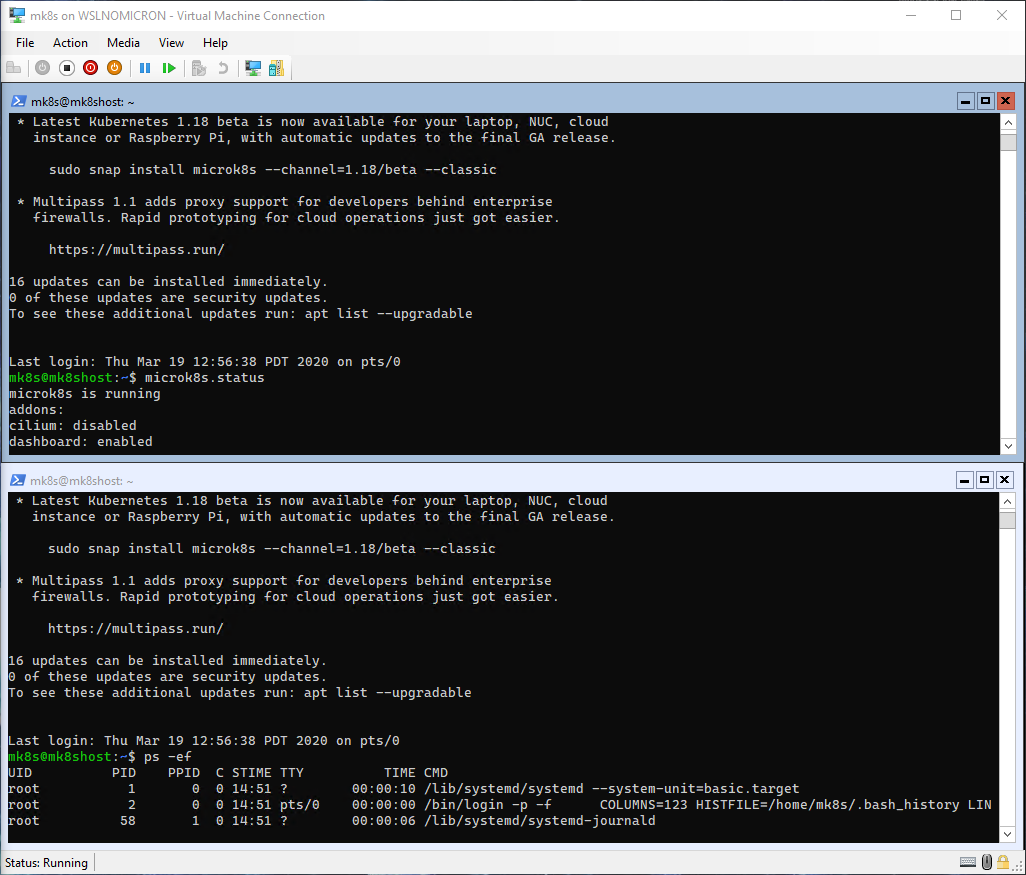 mk8s on WSLNOMICRON - Virtual Machine Connection
File Action Media View Help
mk8s@mk8shost: ~
* Latest Kubernetes 1.18 beta is now available for your laptop, NUC, cloud
instance or Raspberry Pi, with automatic updates to the final GA release.
sudo snap install microk8s --channel=1.18/beta --classic
* Multipass 1.1 adds proxy support for developers behind enterprise
firewalls. Rapid prototyping for cloud operations just got easier.
https://multipass.run/
16 updates can be installed immediately.
0 of these updates are security updates.
To see these additional updates run: apt list --upgradable
Last login: Thu Mar 19 12:56:38 PDT 2020 on pts/0
mk8s@mk8shost:~$ microk8s.status
microk8s is running
addons:
cilium: disabled
dashboard: enabled
mk8s@mk8shost: ~
* Latest Kubernetes 1.18 beta is now available for your laptop, NUC, cloud
instance or Raspberry Pi, with automatic updates to the final GA release.
sudo snap install microk8s --channel=1.18/beta --classic
* Multipass 1.1 adds proxy support for developers behind enterprise
firewalls. Rapid prototyping for cloud operations just got easier.
https://multipass.run/
16 updates can be installed immediately.
0 of these updates are security updates.
To see these additional updates run: apt list --upgradable
Last login: Thu Mar 19 12:56:38 PDT 2020 on pts/0
mk8s@mk8shost:~$ ps -ef
UID PID PPID C STIME TTY TIME CMD
root 1 0 0 14:51 ? 00:00:10 /lib/systemd/systemd --system-unit=basic.target
root 2 0 0 14:51 pts/0 00:00:00 /bin/login -p -f COLUMNS=123 HISTFILE=/home/mk8s/.bash_history LIN
root 58 1 0 14:51 ? 00:00:06 /lib/systemd/systemd-journald
Status: Running